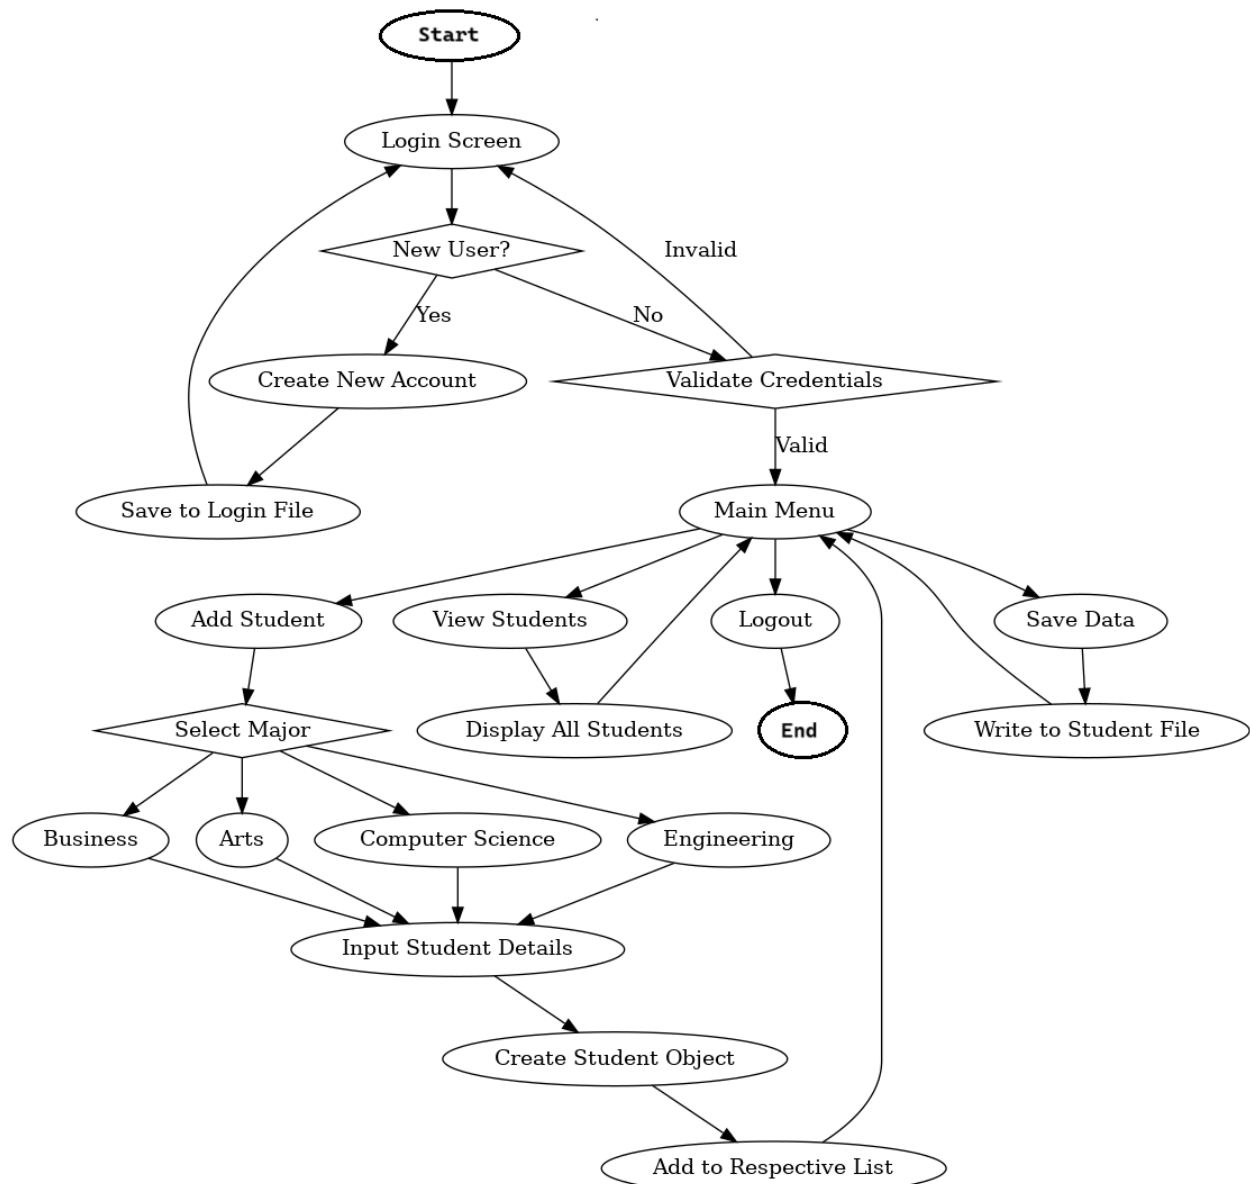 Start
Login Screen
New User?
Invalid
Yes
No
Create New Account
Validate Credentials
Valid
Save to Login File
Main Menu
Add Student
View Students
Logout
Save Data
Select Major
Display All Students
End
Write to Student File
Business
Arts
Computer Science
Engineering
Input Student Details
Create Student Object
Add to Respective List